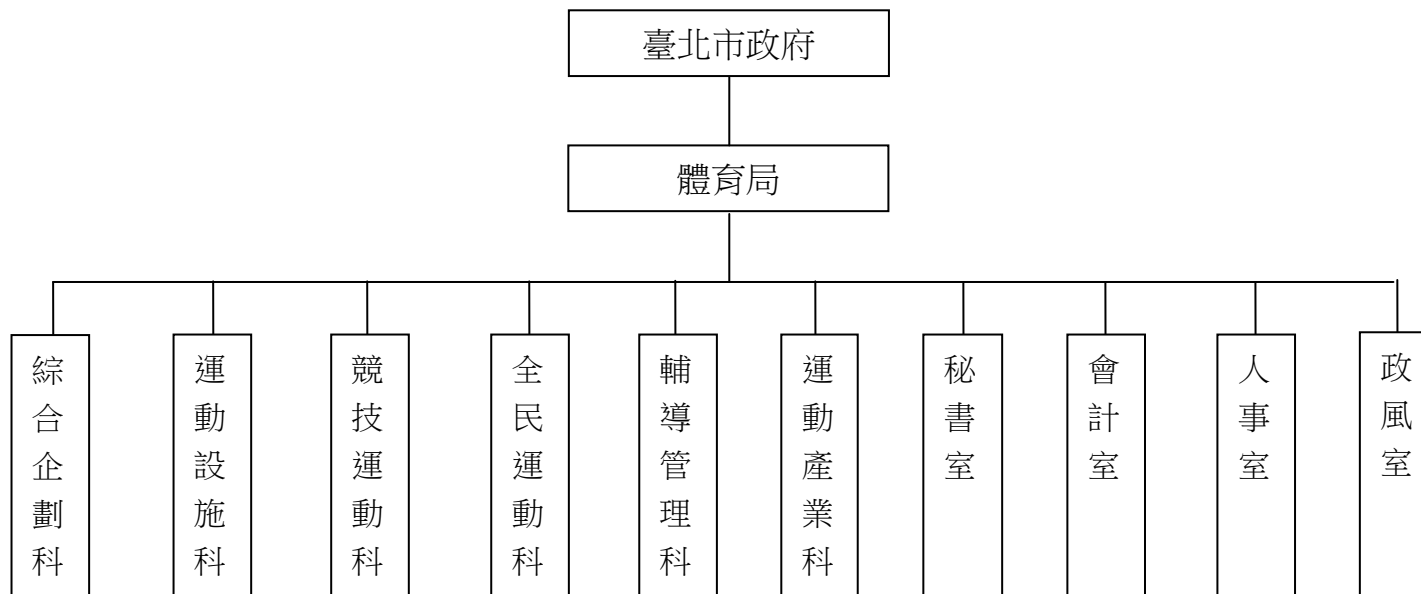 臺北市政府
體育局
綜合企劃科
運動設施科
競技運動科
全民運動科
輔導管理科
運動產業科
秘書室
會計室
人事室
政風室